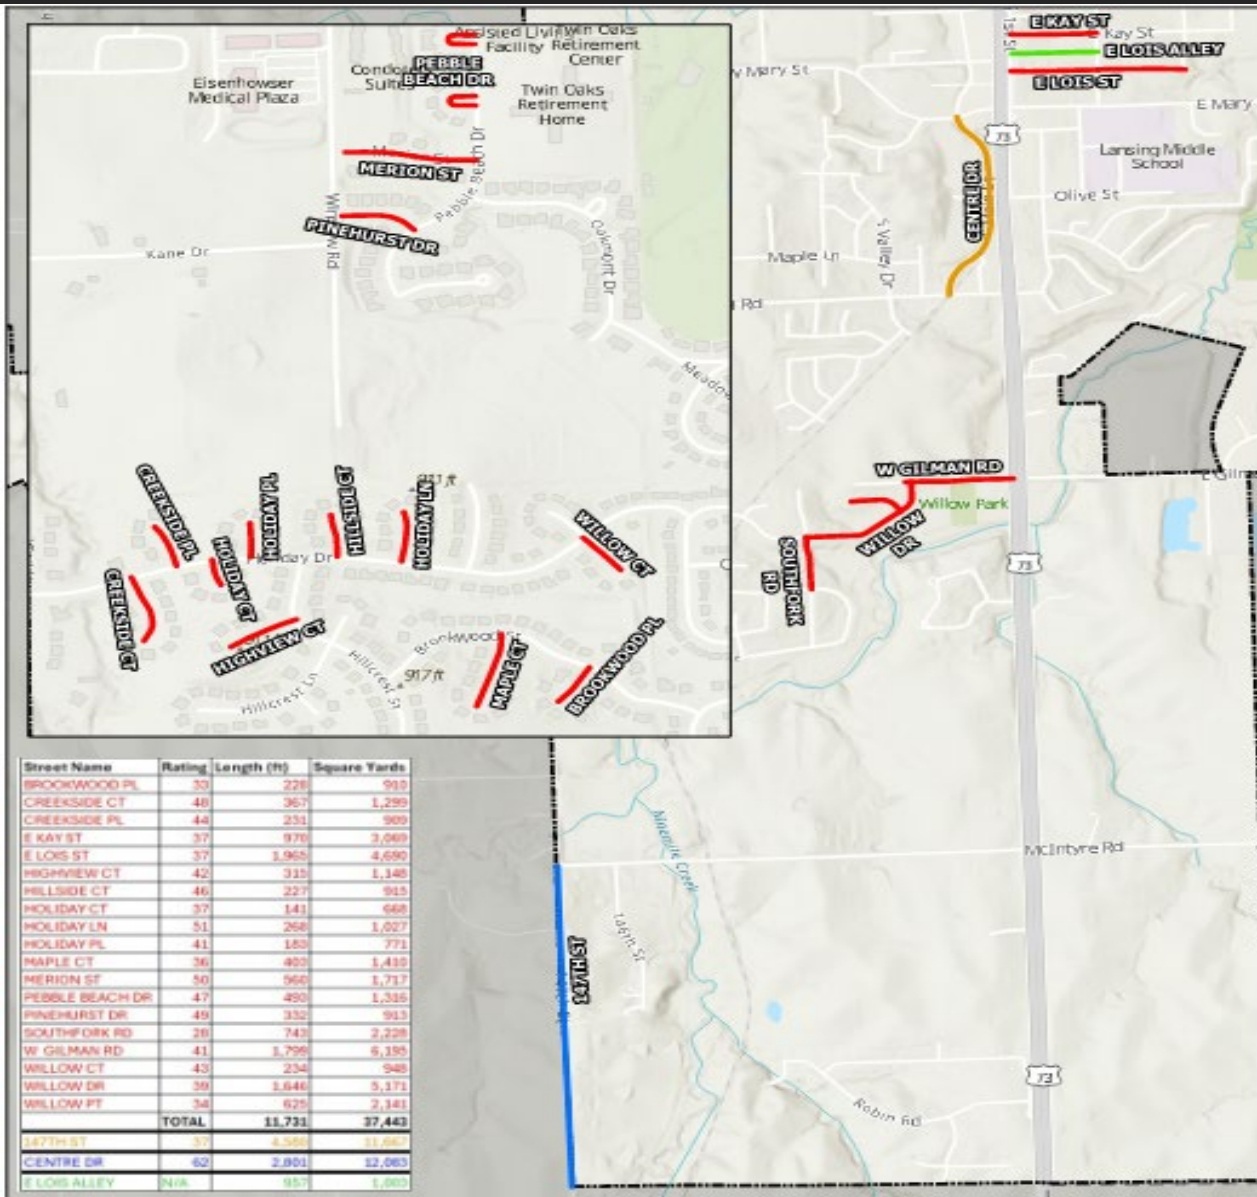 Assisted Living Facility
Twin Oaks Retirement Center
PEBBLE BEACH DR
Eisenhowser Medical Plaza
Twin Oaks Retirement Home
MERION ST
Pebble Beach Dr
PINEHURST DR
Kane Dr
Oakmont Dr
CREEKSIDE PL
HOLIDAY PL
HOLIDAY LN
911 ft
WILLOW CT
HOLIDAY CT
Holiday Dr
CREEKSIDE CT
HIGHVIEW CT
Brookwood St
MAPLE CT
BROOKWOOD PL
Hillcrest Ln
Hillcrest St
917 ft
E KAY ST
E Kay St
1st St
E LOIS ALLEY
E LOIS ST
W Mary St
E Mary
73
Lansing Middle School
CENTRE DR
Olive St
S Valley Dr
Maple Ln
Rd
W GILMAN RD
Willow Park
WILLOW DR
SOUTHFORK RD
73
McIntyre Rd
Ninemile Creek
146th St
147TH ST
73
Robin Rd
Street Name Rating Length (ft) Square Yards
BROOKWOOD PL 33 228 910
CREEKSIDE CT 48 367 1,299
CREEKSIDE PL 44 231 989
E KAY ST 37 970 3,069
E LOIS ST 37 1,965 4,690
HIGHVIEW CT 42 315 1,148
HILLSIDE CT 46 227 915
HOLIDAY CT 37 141 668
HOLIDAY LN 51 268 1,027
HOLIDAY PL 41 183 771
MAPLE CT 36 403 1,410
MERION ST 50 560 1,717
PEBBLE BEACH DR 47 493 1,316
PINEHURST DR 49 332 913
SOUTHFORK RD 28 743 2,228
W GILMAN RD 41 1,799 6,195
WILLOW CT 43 234 948
WILLOW DR 39 1,646 5,171
WILLOW PT 34 625 2,141
TOTAL 11,731 37,443
147TH ST 37 4,580 11,667
CENTRE DR 62 2,801 12,083
E LOIS ALLEY N/A 957 1,003